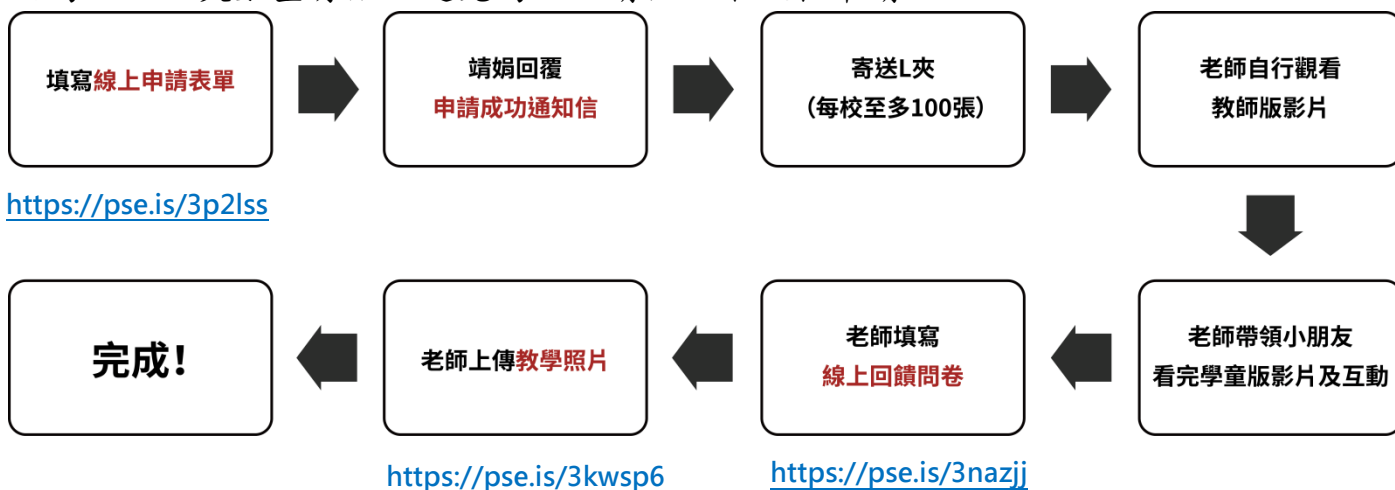 填寫線上申請表單
https://pse.is/3p2lss
靖娟回覆
申請成功通知信
寄送L夾
（每校至多100張）
老師自行觀看
教師版影片
老師帶領小朋友
看完學童版影片及互動
老師填寫
線上回饋問卷
https://pse.is/3nazjj
老師上傳教學照片
https://pse.is/3kwsp6
完成！